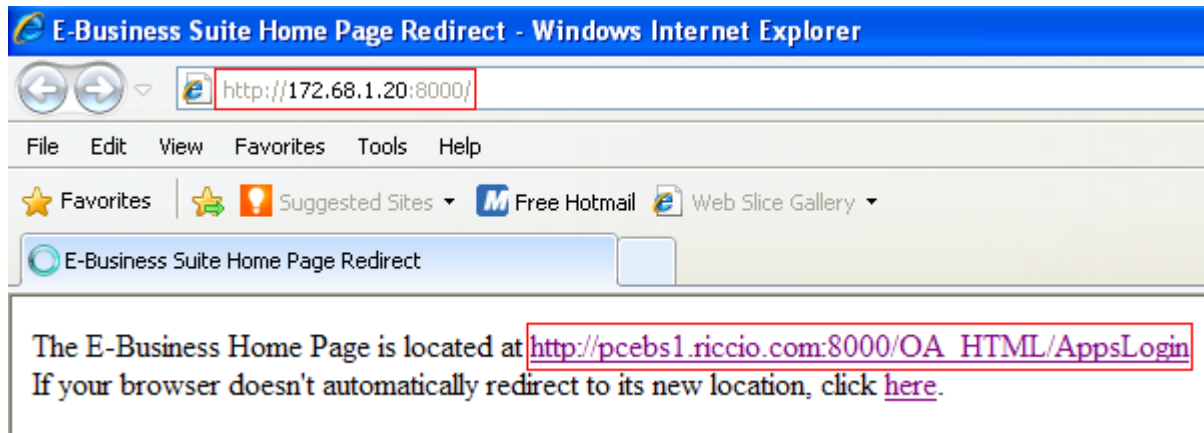 E-Business Suite Home Page Redirect - Windows Internet Explorer
http://172.68.1.20:8000/
File Edit View Favorites Tools Help
Favorites Suggested Sites Free Hotmail Web Slice Gallery
E-Business Suite Home Page Redirect
The E-Business Home Page is located at http://pcebs1.riccio.com:8000/OA_HTML/AppsLogin
If your browser doesn't automatically redirect to its new location, click here.